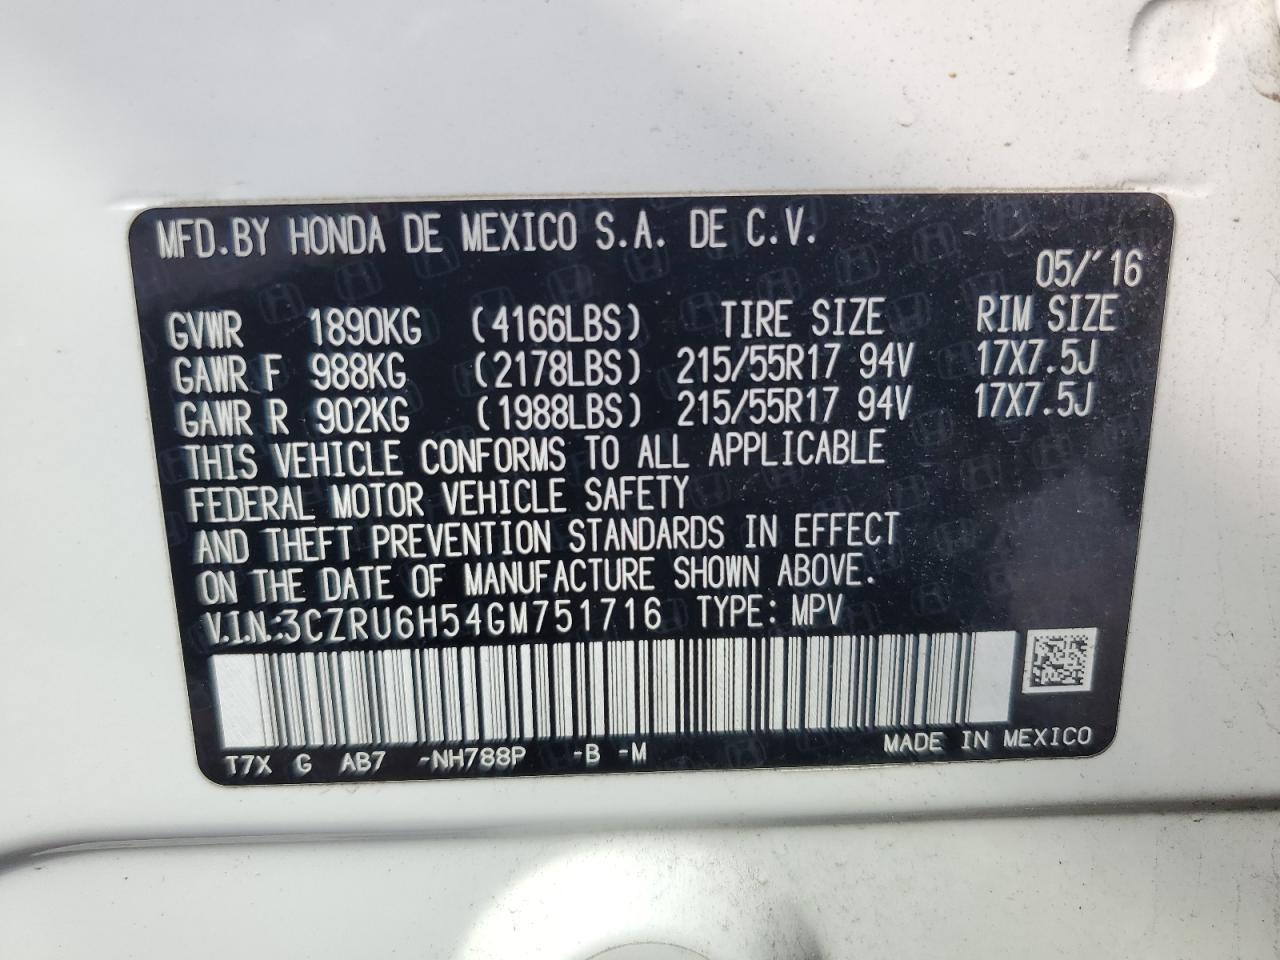 MFD.BY HONDA DE MEXICO S.A. DE C.V.
05/'16
GVWR 1890KG (4166LBS) TIRE SIZE RIM SIZE
GAWR F 988KG (2178LBS) 215/55R17 94V 17X7.5J
GAWR R 902KG (1988LBS) 215/55R17 94V 17X7.5J
THIS VEHICLE CONFORMS TO ALL APPLICABLE
FEDERAL MOTOR VEHICLE SAFETY
AND THEFT PREVENTION STANDARDS IN EFFECT
ON THE DATE OF MANUFACTURE SHOWN ABOVE.
V.I.N.:3CZRU6H54GM751716 TYPE: MPV
T7X G AB7 -NH788P -B -M MADE IN MEXICO